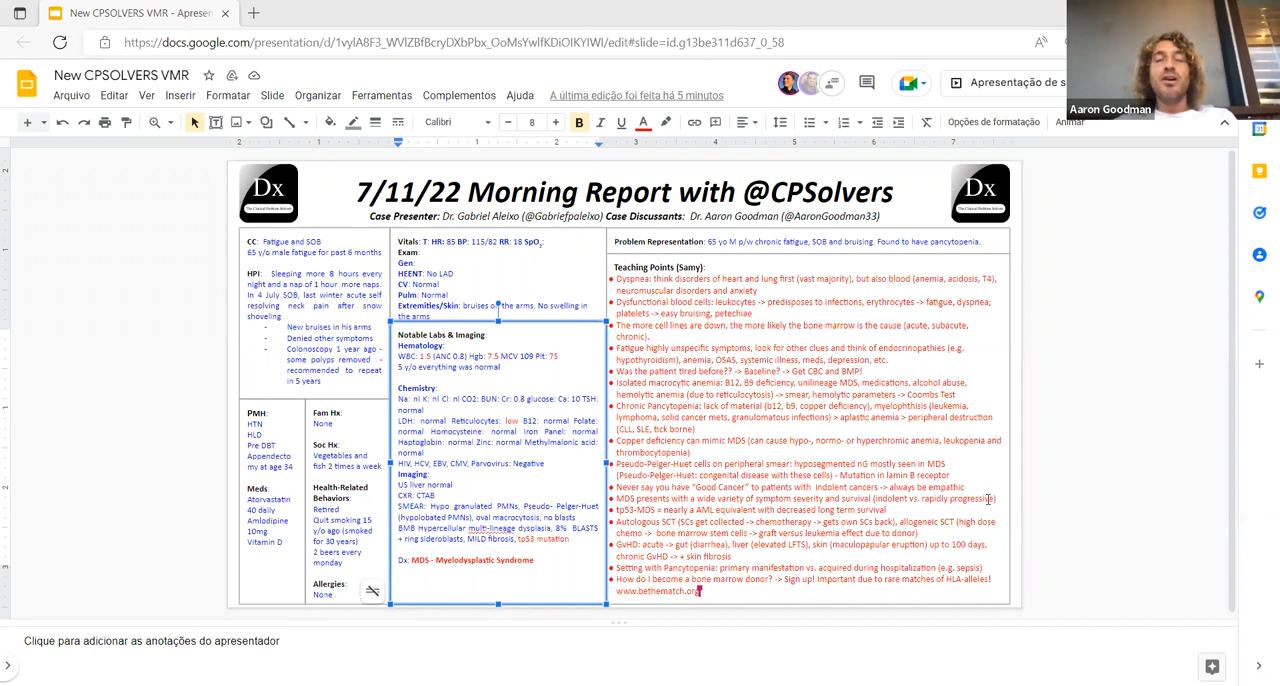 New CPSOLVERS VMR - Apresen
https://docs.google.com/presentation/d/1vylA8F3_WVlZBfBcryDXbPbx_OoMsYwlfKDiOIKYIWI/edit#slide=id.g13be311d637_0_58
Aaron Goodman
New CPSOLVERS VMR
Apresentação de s
Arquivo Editar Ver Inserir Formatar Slide Organizar Ferramentas Complementos Ajuda A última edição foi feita há 5 minutos
Calibri
8
Opções de formatação
Animar
Dx
The Clinical Problem Solvers
7/11/22 Morning Report with @CPSolvers
Case Presenter: Dr. Gabriel Aleixo (@Gabriefpaleixo) Case Discussants: Dr. Aaron Goodman (@AaronGoodman33)
Dx
The Clinical Problem Solvers
CC: Fatigue and SOB
65 y/o male fatigue for past 6 months
HPI: Sleeping more 8 hours every
night and a nap of 1 hour more naps.
In 4 July SOB, last winter acute self
resolving neck pain after snow
shoveling
- New bruises in his arms
- Denied other symptoms
- Colonoscopy 1 year ago -
some polyps removed -
recommended to repeat
in 5 years
PMH:
HTN
HLD
Pre DBT
Appendecto
my at age 34
Meds:
Atorvastatin
40 daily
Amlodipine
10mg
Vitamin D
Fam Hx:
None
Soc Hx:
Vegetables and
fish 2 times a week
Health-Related
Behaviors:
Retired
Quit smoking 15
y/o ago (smoked
for 30 years)
2 beers every
monday
Allergies:
None
Vitals: T: HR: 85 BP: 115/82 RR: 18 SpO2:
Exam:
Gen:
HEENT: No LAD
CV: Normal
Pulm: Normal
Extremities/Skin: bruises on the arms. No swelling in
the arms
Notable Labs & Imaging:
Hematology:
WBC: 1.5 (ANC 0.8) Hgb: 7.5 MCV 109 Plt: 75
5 y/o everything was normal
Chemistry:
Na: nl K: nl Cl: nl CO2: BUN: Cr: 0.8 glucose: Ca: 10 TSH:
normal
LDH: normal Reticulocytes: low B12: normal Folate:
normal Homocysteine: normal Iron Panel: normal
Haptoglobin: normal Zinc: normal Methylmalonic acid:
normal
HIV, HCV, EBV, CMV, Parvovirus: Negative
Imaging:
US liver normal
CXR: CTAB
SMEAR: Hypo granulated PMNs, Pseudo- Pelger-Huet
(hypolobated PMNs), oval macrocytosis, no blasts
BMB Hypercellular multi-lineage dysplasia, 8% BLASTS
+ ring sideroblasts, MILD fibrosis, tp53 mutation
Dx: MDS - Myelodysplastic Syndrome
Problem Representation: 65 yo M p/w chronic fatigue, SOB and bruising. Found to have pancytopenia.
Teaching Points (Samy):
● Dyspnea: think disorders of heart and lung first (vast majority), but also blood (anemia, acidosis, T4),
neuromuscular disorders and anxiety
● Dysfunctional blood cells: leukocytes -> predisposes to infections, erythrocytes -> fatigue, dyspnea;
platelets -> easy bruising, petechiae
● The more cell lines are down, the more likely the bone marrow is the cause (acute, subacute,
chronic).
● Fatigue highly unspecific symptoms, look for other clues and think of endocrinopathies (e.g.
hypothyroidism), anemia, OSAS, systemic illness, meds, depression, etc.
● Was the patient tired before?? -> Baseline? -> Get CBC and BMP!
● Isolated macrocytic anemia: B12, B9 deficiency, unilineage MDS, medications, alcohol abuse,
hemolytic anemia (due to reticulocytosis) -> smear, hemolytic parameters -> Coombs Test
● Chronic Pancytopenia: lack of material (b12, b9, copper deficiency), myelophthisis (leukemia,
lymphoma, solid cancer mets, granulomatous infections) > aplastic anemia > peripheral destruction
(CLL, SLE, tick borne)
● Copper deficiency can mimic MDS (can cause hypo-, normo- or hyperchromic anemia, leukopenia and
thrombocytopenia)
● Pseudo-Pelger-Huet cells on peripheral smear: hyposegmented nG mostly seen in MDS
(Pseudo-Pelger-Huet: congenital disease with these cells) - Mutation in lamin B receptor
● Never say you have "Good Cancer" to patients with indolent cancers -> always be empathic
● MDS presents with a wide variety of symptom severity and survival (indolent vs. rapidly progressive)
● tp53-MDS = nearly a AML equivalent with decreased long term survival
● Autologous SCT (SCs get collected -> chemotherapy -> gets own SCs back), allogeneic SCT (high dose
chemo -> bone marrow stem cells -> graft versus leukemia effect due to donor)
● GvHD: acute -> gut (diarrhea), liver (elevated LFTS), skin (maculopapular eruption) up to 100 days,
chronic GvHD -> + skin fibrosis
● Setting with Pancytopenia: primary manifestation vs. acquired during hospitalization (e.g. sepsis)
● How do I become a bone marrow donor? -> Sign up! Important due to rare matches of HLA-alleles!
www.bethematch.org
Clique para adicionar as anotações do apresentador